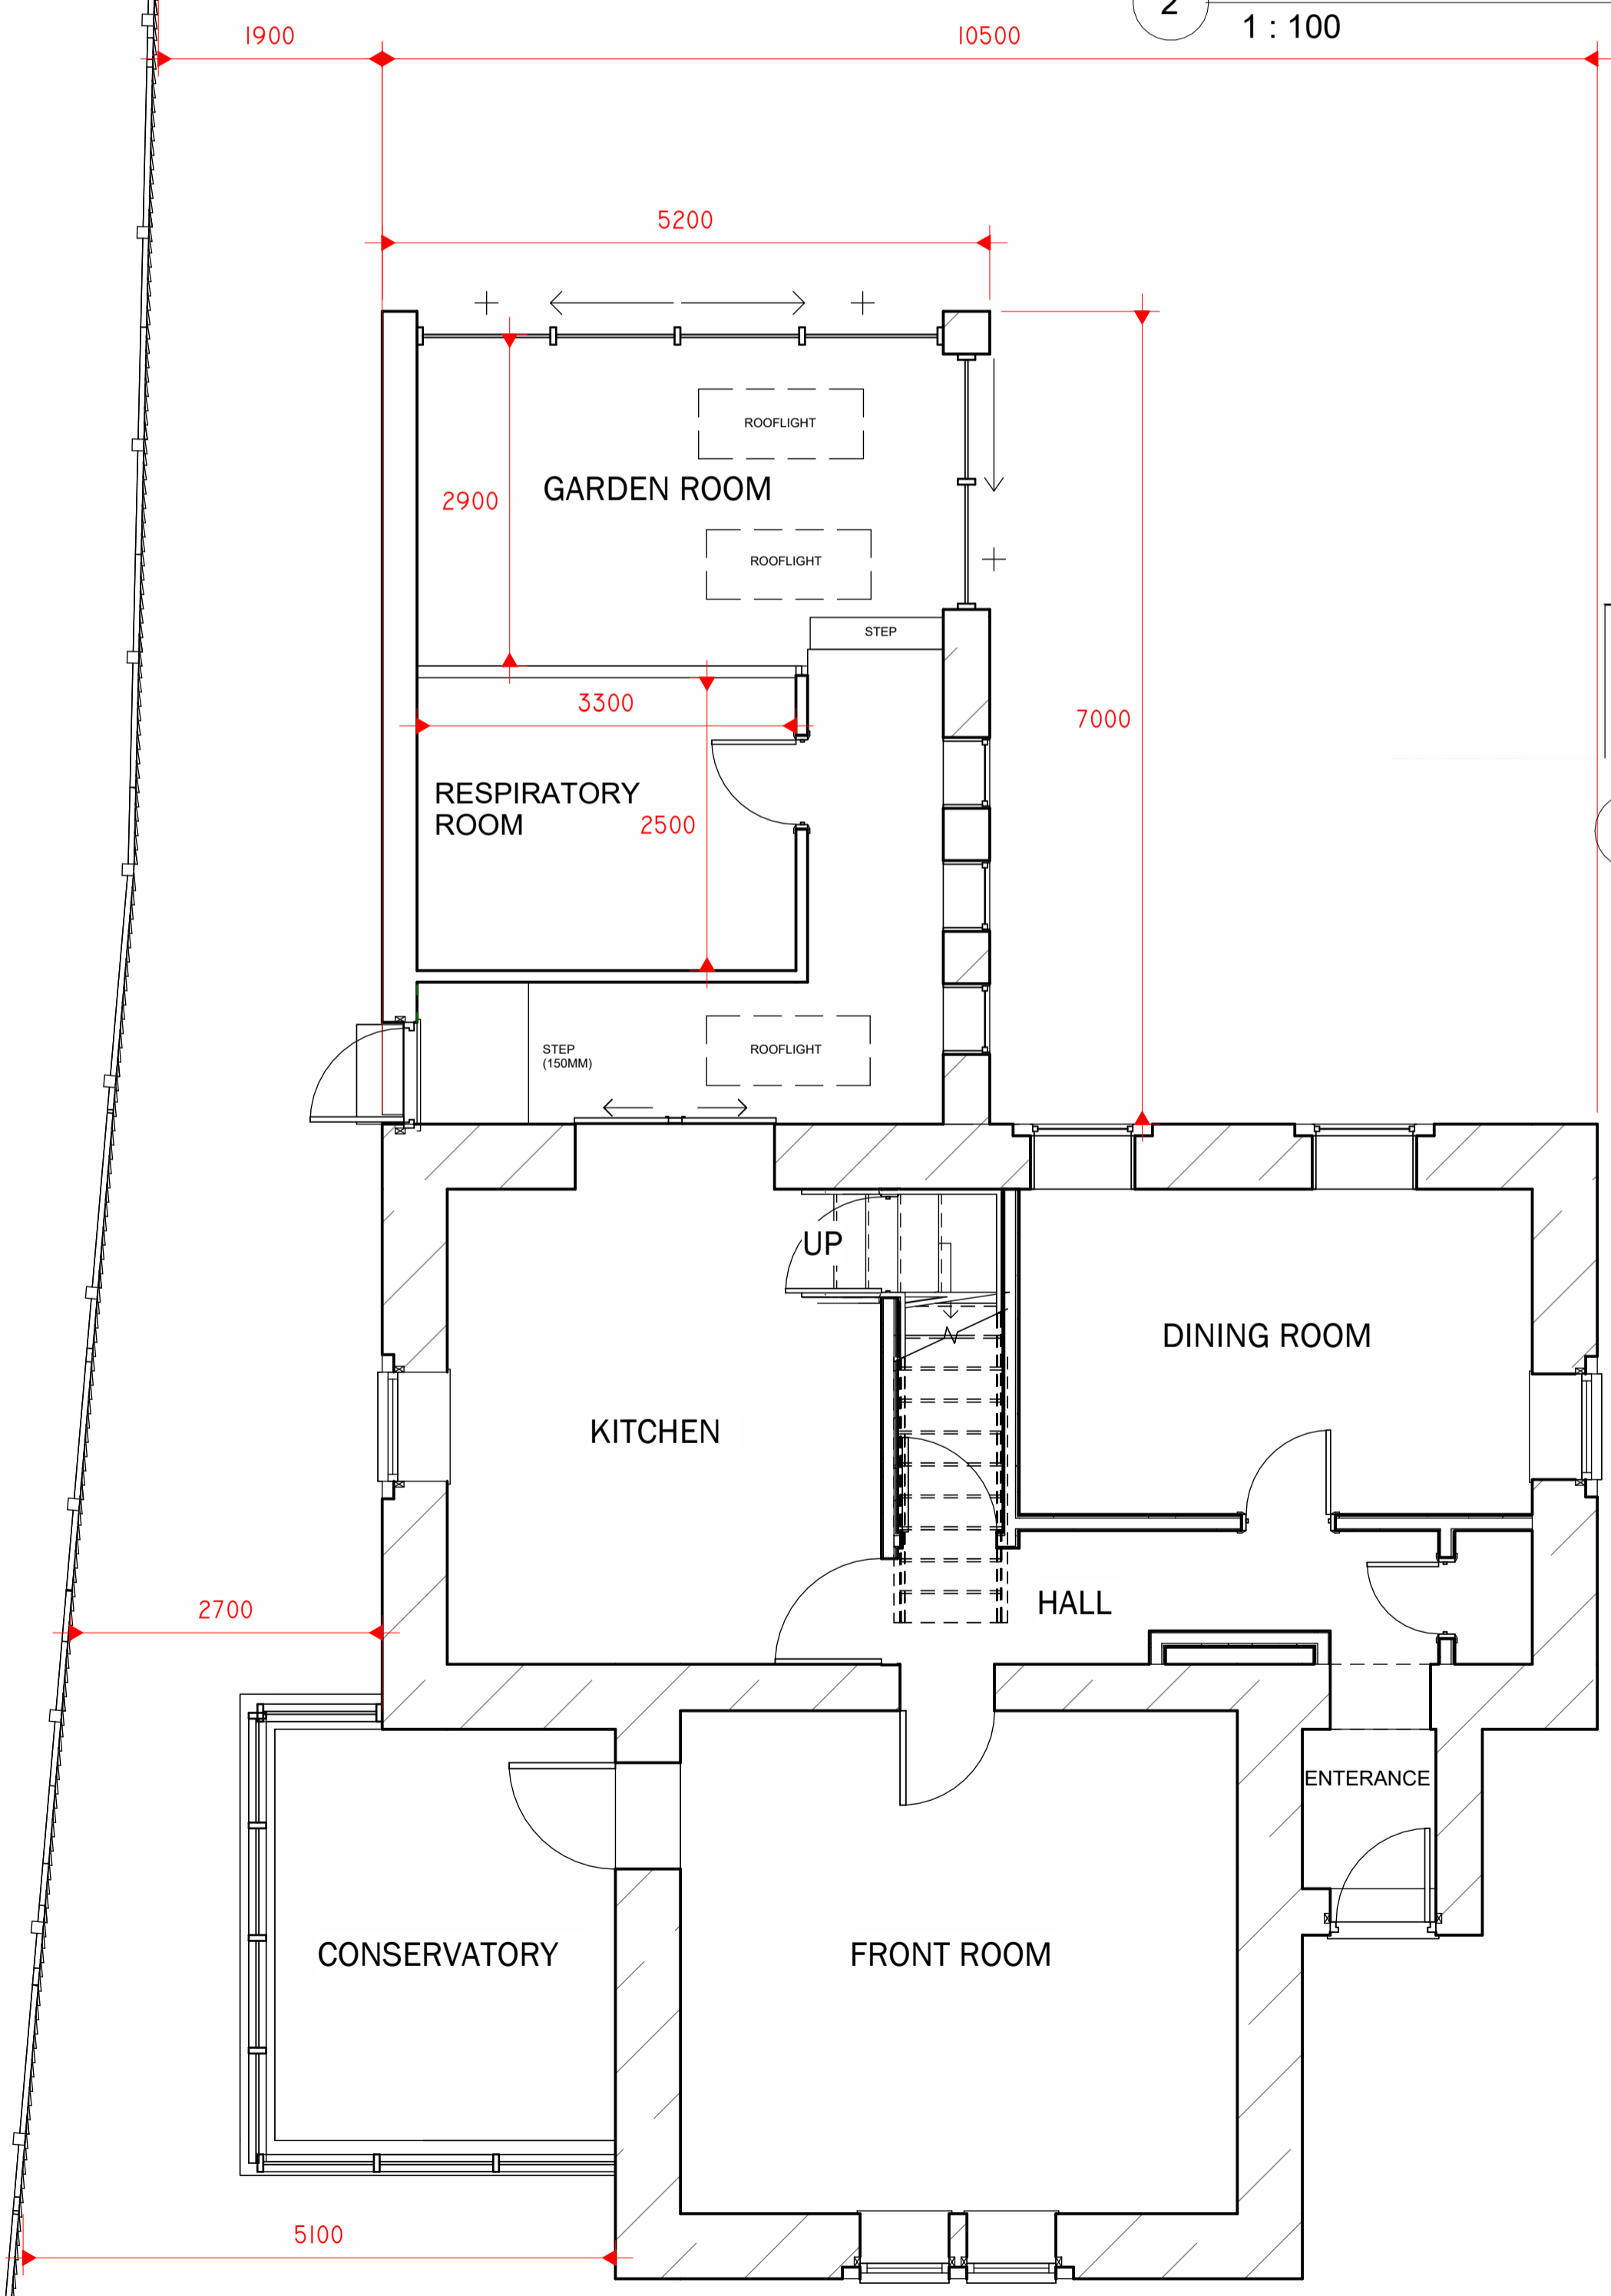 2
1 : 100
1900
10500
5200
ROOFLIGHT
GARDEN ROOM
2900
ROOFLIGHT
STEP
3300
7000
RESPIRATORY
ROOM
2500
STEP
(150MM)
ROOFLIGHT
UP
DINING ROOM
KITCHEN
HALL
2700
ENTERANCE
CONSERVATORY
FRONT ROOM
5100